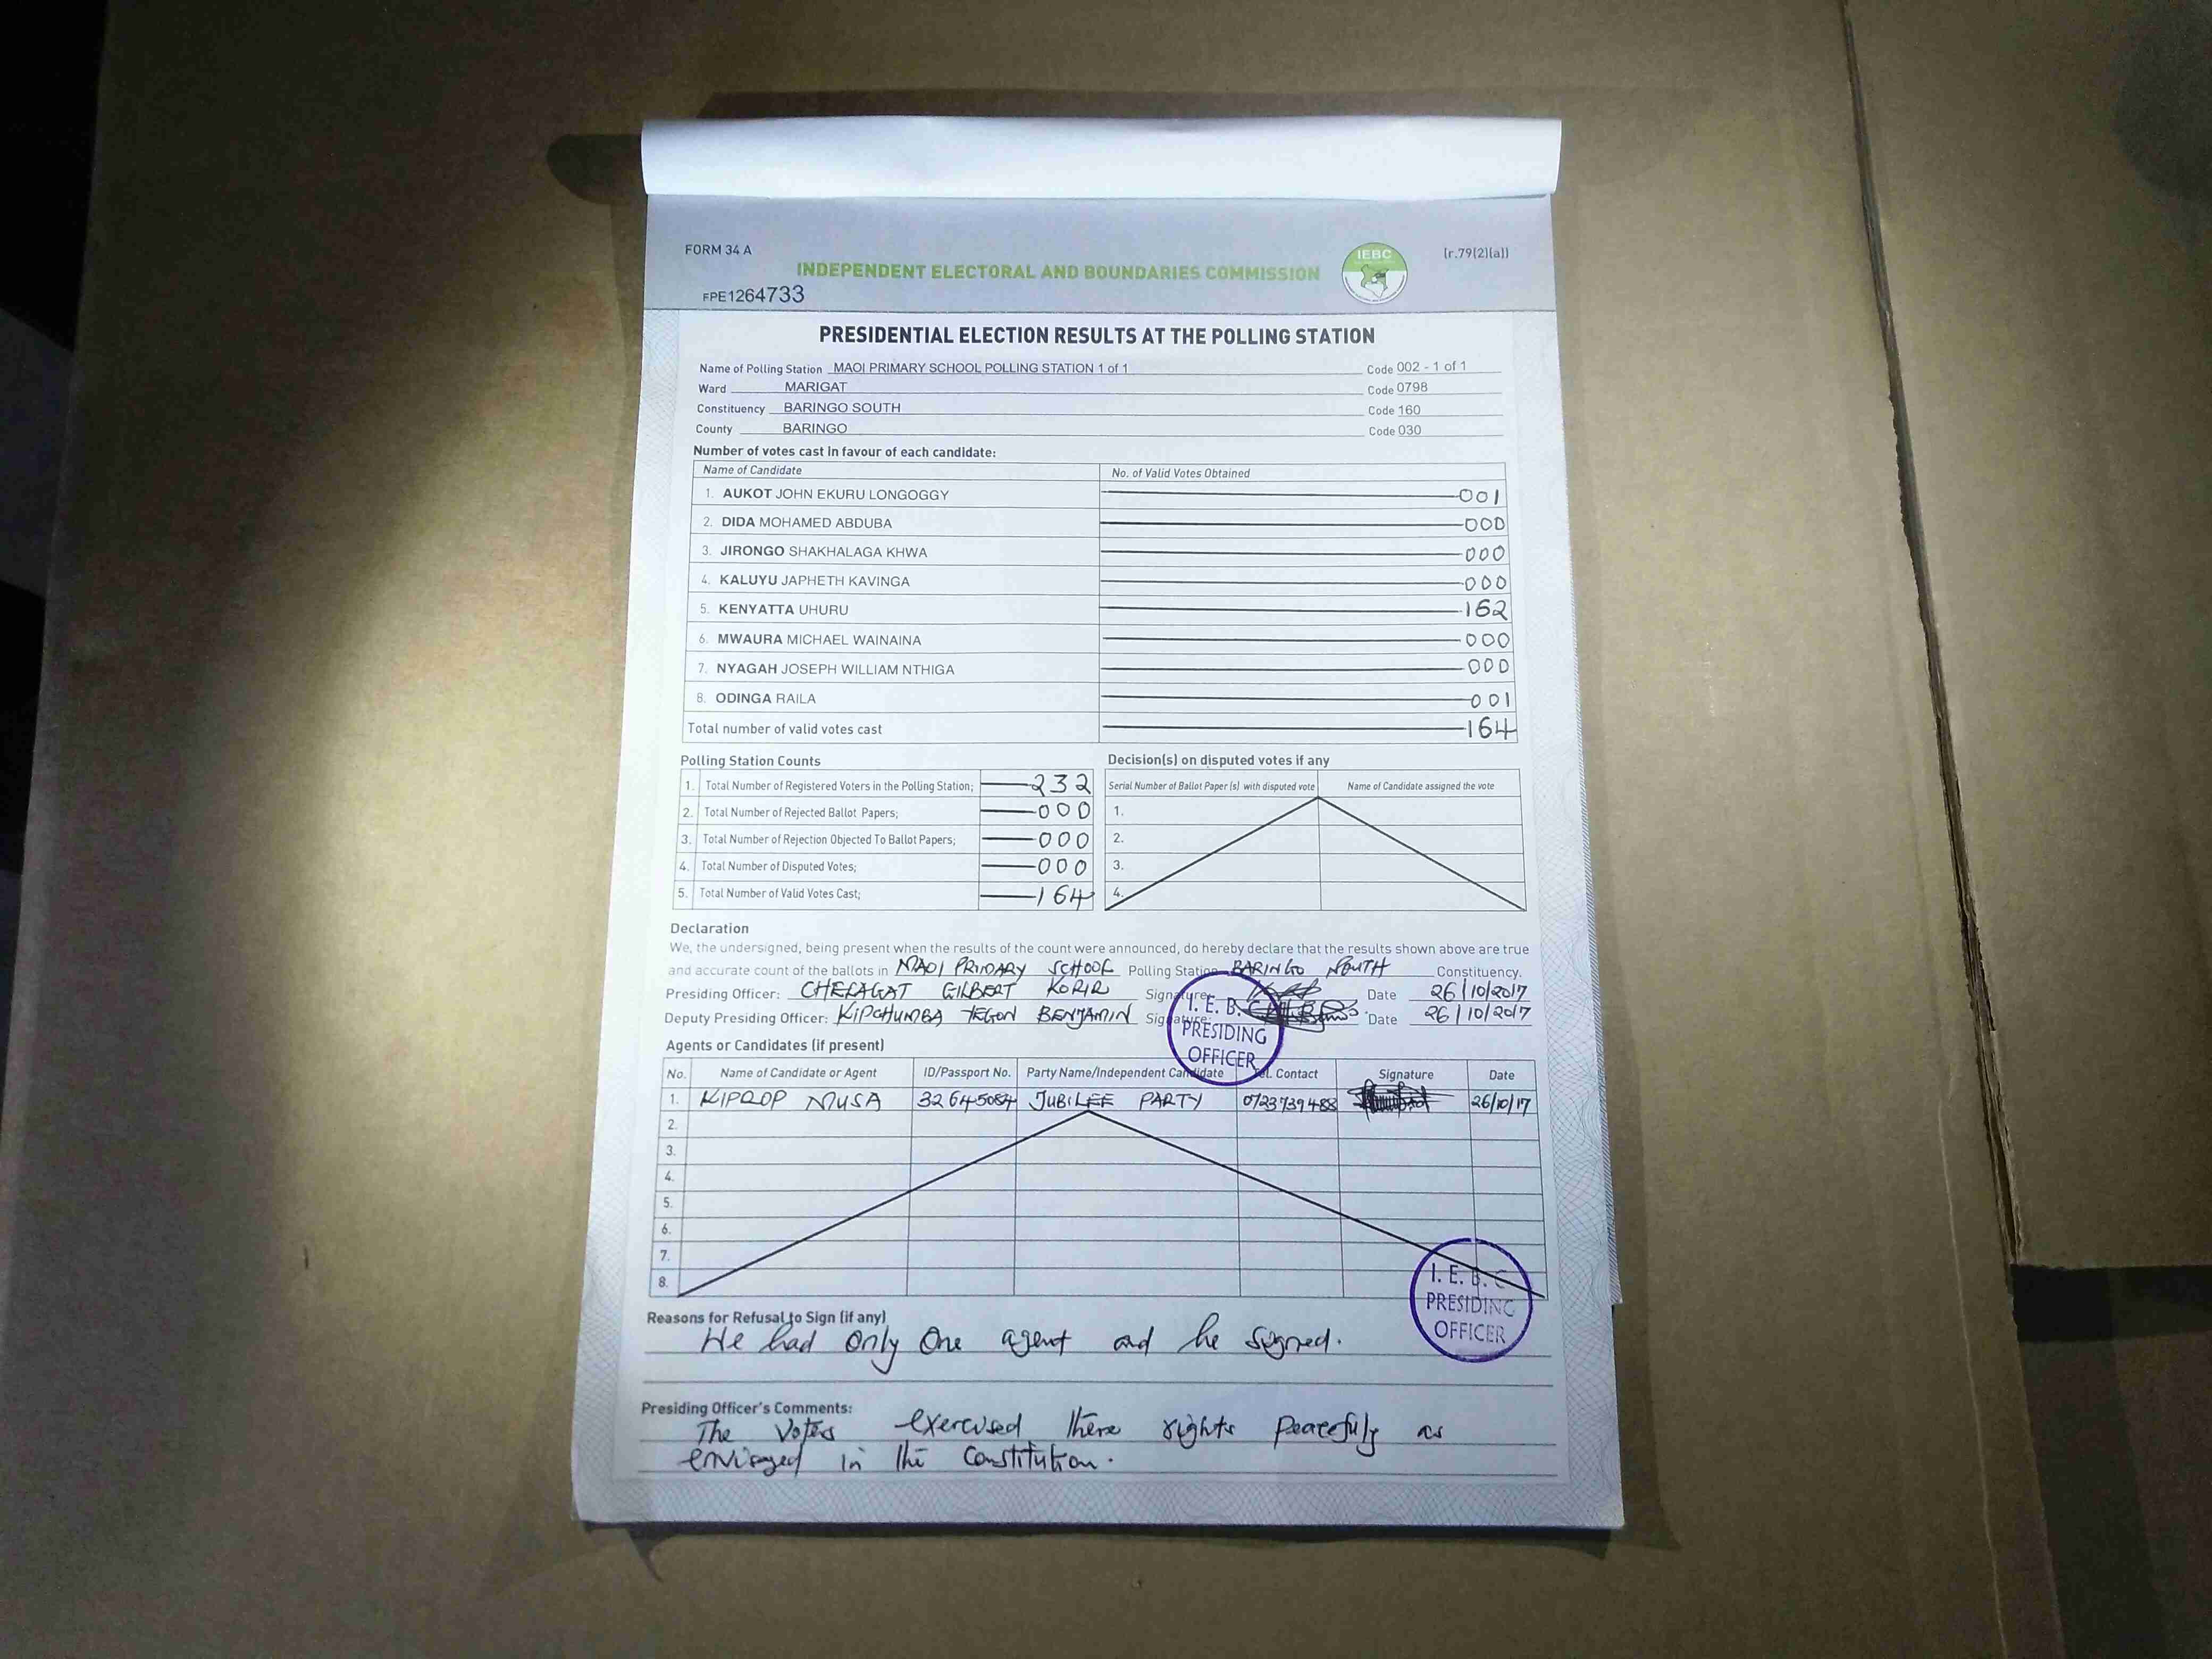 FORM 34 A
(r.79(2)(a))
INDEPENDENT ELECTORAL AND BOUNDARIES COMMISSION
IEBC
FPE1264733
PRESIDENTIAL ELECTION RESULTS AT THE POLLING STATION
Name of Polling Station MAOI PRIMARY SCHOOL POLLING STATION 1 of 1 Code 002 - 1 of 1
Ward MARIGAT Code 0798
Constituency BARINGO SOUTH Code 160
County BARINGO Code 030
Number of votes cast in favour of each candidate:
Name of Candidate No. of Valid Votes Obtained
1. AUKOT JOHN EKURU LONGOGGY 001
2. DIDA MOHAMED ABDUBA 000
3. JIRONGO SHAKHALAGA KHWA 000
4. KALUYU JAPHETH KAVINGA 000
5. KENYATTA UHURU 162
6. MWAURA MICHAEL WAINAINA 000
7. NYAGAH JOSEPH WILLIAM NTHIGA 000
8. ODINGA RAILA 001
Total number of valid votes cast 164
Polling Station Counts
1. Total Number of Registered Voters in the Polling Station; 232
2. Total Number of Rejected Ballot Papers; 000
3. Total Number of Rejection Objected To Ballot Papers; 000
4. Total Number of Disputed Votes; 000
5. Total Number of Valid Votes Cast; 164
Decision(s) on disputed votes if any
Serial Number of Ballot Paper (s) with disputed vote Name of Candidate assigned the vote
1.
2.
3.
4.
Declaration
We, the undersigned, being present when the results of the count were announced, do hereby declare that the results shown above are true
and accurate count of the ballots in MAOI PRIMARY SCHOOL Polling Station BARINGO SOUTH Constituency.
Presiding Officer: CHELAGAT GILBERT KORIR Signature: Date 26/10/2017
Deputy Presiding Officer: KIPCHUMBA TEGON BENJAMIN Signature: Date 26/10/2017
I. E. B. C
PRESIDING
OFFICER
Agents or Candidates (if present)
No. Name of Candidate or Agent ID/Passport No. Party Name/Independent Candidate Tel. Contact Signature Date
1. KIPROP MUSA 32645084 JUBILEE PARTY 0723739488 26/10/17
2.
3.
4.
5.
6.
7.
8.
I. E. B. C
PRESIDING
OFFICER
Reasons for Refusal to Sign (if any)
We had only one agent and he signed.
Presiding Officer's Comments:
The Voters exercised there rights peacefuly as
envisaged in the Constitution.